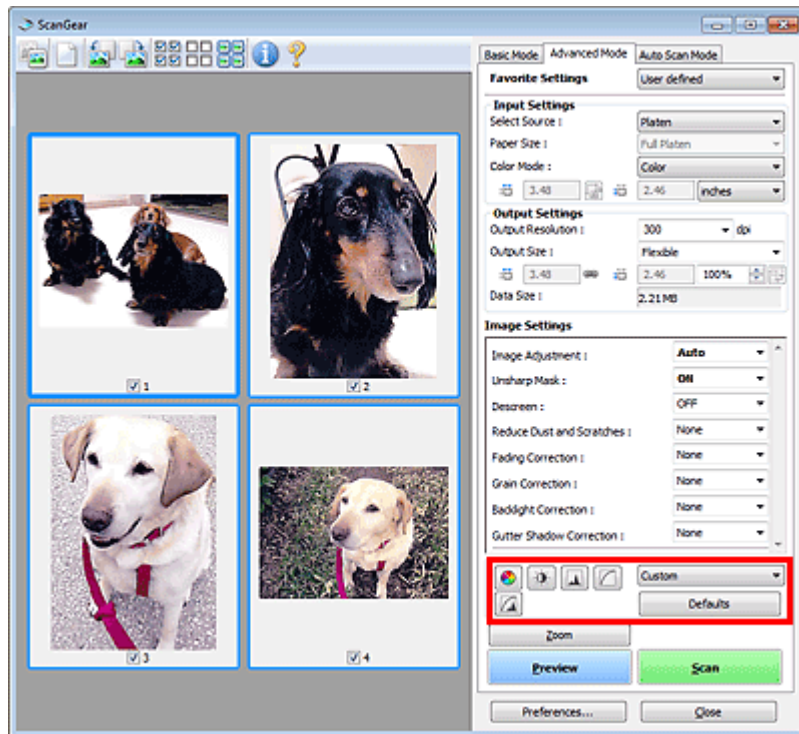 ScanGear
Basic Mode Advanced Mode Auto Scan Mode
Favorite Settings User defined
Input Settings
Select Source : Platen
Paper Size : Full Platen
Color Mode : Color
3.48 2.46 inches
Output Settings
Output Resolution : 300 dpi
Output Size : Flexible
3.48 2.46 100%
Data Size : 2.21 MB
Image Settings
Image Adjustment : Auto
Unsharp Mask : ON
Descreen : OFF
Reduce Dust and Scratches : None
Fading Correction : None
Grain Correction : None
Backlight Correction : None
Gutter Shadow Correction : None
Custom
Defaults
Zoom
Preview Scan
Preferences... Close
1
2
3
4